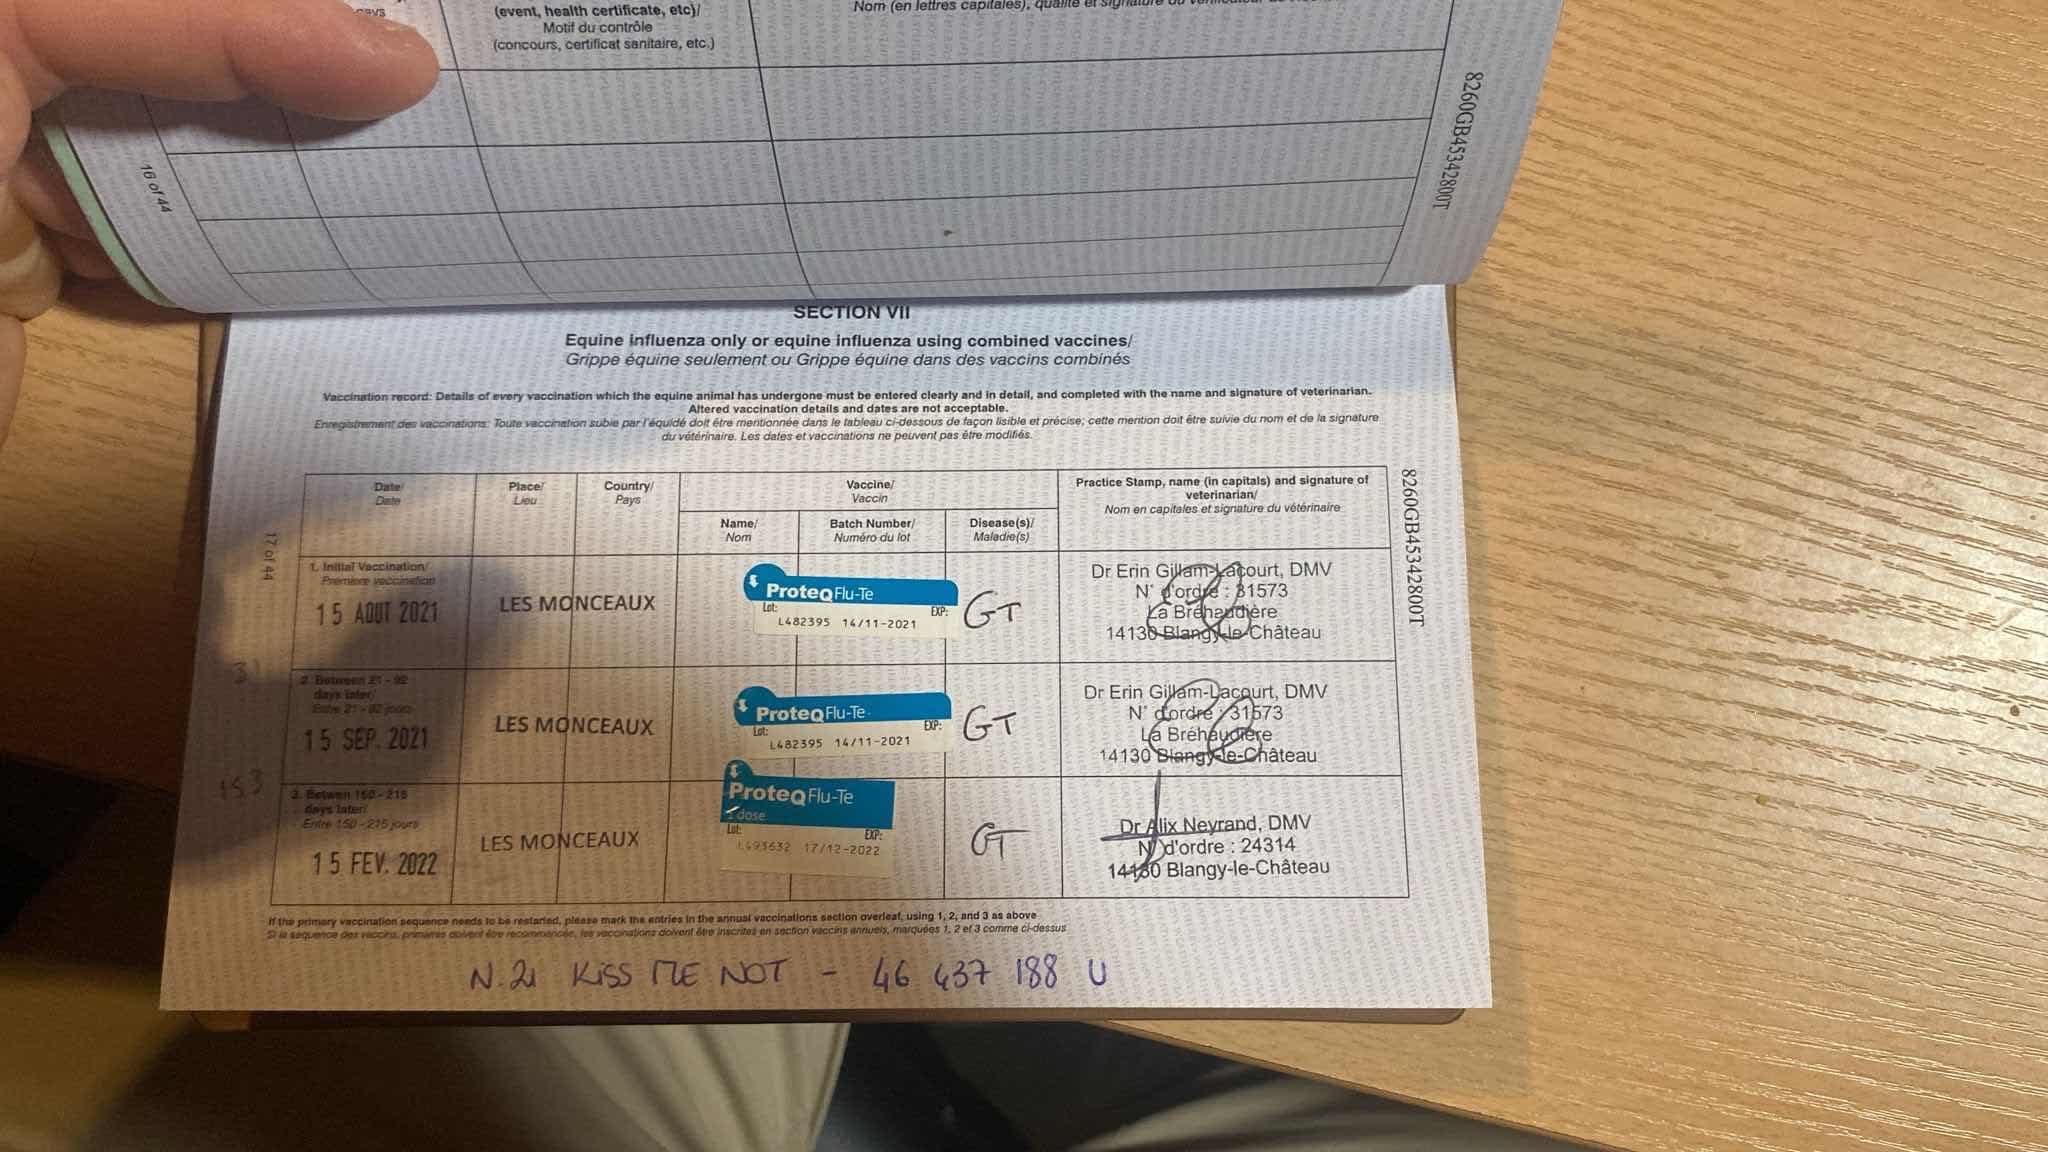 (event, health certificate, etc)/
Motif du contrôle
(concours, certificat sanitaire, etc.)
Nom (en lettres capitales), qualité et signature du vérificateur
8260GB45342800T
16 of 44
SECTION VII
Equine influenza only or equine influenza using combined vaccines/
Grippe équine seulement ou Grippe équine dans des vaccins combinés
Vaccination record: Details of every vaccination which the equine animal has undergone must be entered clearly and in detail, and completed with the name and signature of veterinarian.
Altered vaccination details and dates are not acceptable.
Enregistrement des vaccinations: Toute vaccination subie par l'équidé doit être mentionnée dans le tableau ci-dessous de façon lisible et précise; cette mention doit être suivie du nom et de la signature
du vétérinaire. Les dates et vaccinations ne peuvent pas être modifiés.
8260GB45342800T
17 of 44
Date/
Date
Place/
Lieu
Country/
Pays
Vaccine/
Vaccin
Practice Stamp, name (in capitals) and signature of
veterinarian/
Nom en capitales et signature du vétérinaire
Name/
Nom
Batch Number/
Numéro du lot
Disease(s)/
Maladie(s)
1. Initial Vaccination/
Première vaccination
15 AOUT 2021
LES MONCEAUX
ProteqFlu-Te
Lot: EXP:
L482395 14/11-2021
GT
Dr Erin Gillam-Lacourt, DMV
N° d'ordre : 31573
La Bréhaudière
14130 Blangy-le-Château
31
2. Between 21 - 92
days later/
Entre 21 - 92 jours
15 SEP. 2021
LES MONCEAUX
ProteqFlu-Te
Lot: EXP:
L482395 14/11-2021
GT
Dr Erin Gillam-Lacourt, DMV
N° d'ordre : 31573
La Bréhaudière
14130 Blangy-le-Château
153
3. Betwen 150 - 215
days later/
Entre 150 - 215 jours
15 FEV. 2022
LES MONCEAUX
ProteqFlu-Te
1 dose
Lot: EXP:
L493632 17/12-2022
GT
Dr Alix Neyrand, DMV
N° d'ordre : 24314
14130 Blangy-le-Château
If the primary vaccination sequence needs to be restarted, please mark the entries in the annual vaccinations section overleaf, using 1, 2, and 3 as above
Si la séquence des vaccins, primaires doivent être recommencée, les vaccinations doivent être inscrites en section vaccins annuels, marquées 1, 2 et 3 comme ci-dessus
N.21 KISS ME NOT - 46 437 188 U